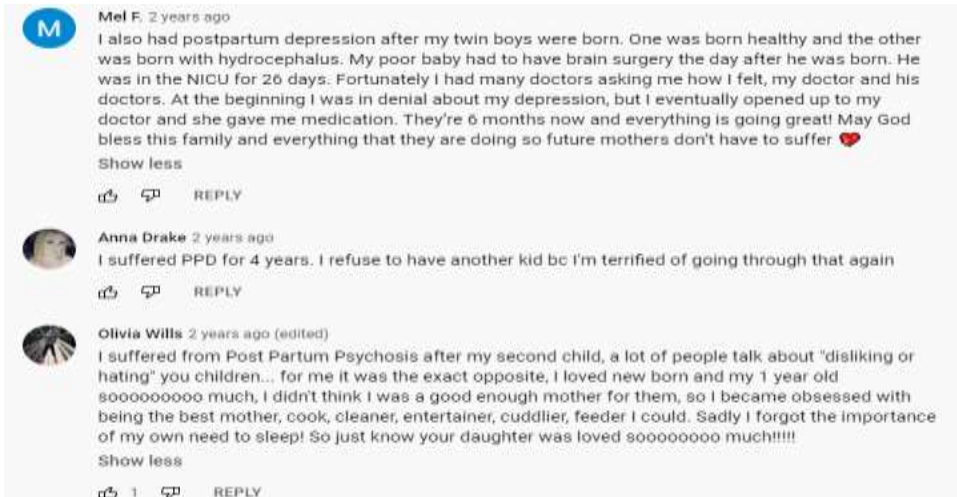 M
Mel F. 2 years ago
I also had postpartum depression after my twin boys were born. One was born healthy and the other
was born with hydrocephalus. My poor baby had to have brain surgery the day after he was born. He
was in the NICU for 26 days. Fortunately I had many doctors asking me how I felt, my doctor and his
doctors. At the beginning I was in denial about my depression, but I eventually opened up to my
doctor and she gave me medication. They're 6 months now and everything is going great! May God
bless this family and everything that they are doing so future mothers don't have to suffer
Show less
REPLY
Anna Drake 2 years ago
I suffered PPD for 4 years. I refuse to have another kid bc I'm terrified of going through that again
REPLY
Olivia Wills 2 years ago (edited)
I suffered from Post Partum Psychosis after my second child, a lot of people talk about "disliking or
hating" you children... for me it was the exact opposite, I loved new born and my 1 year old
sooooooooo much, I didn't think I was a good enough mother for them, so I became obsessed with
being the best mother, cook, cleaner, entertainer, cuddlier, feeder I could. Sadly I forgot the importance
of my own need to sleep! So just know your daughter was loved soooooooo much!!!!!
Show less
1 REPLY